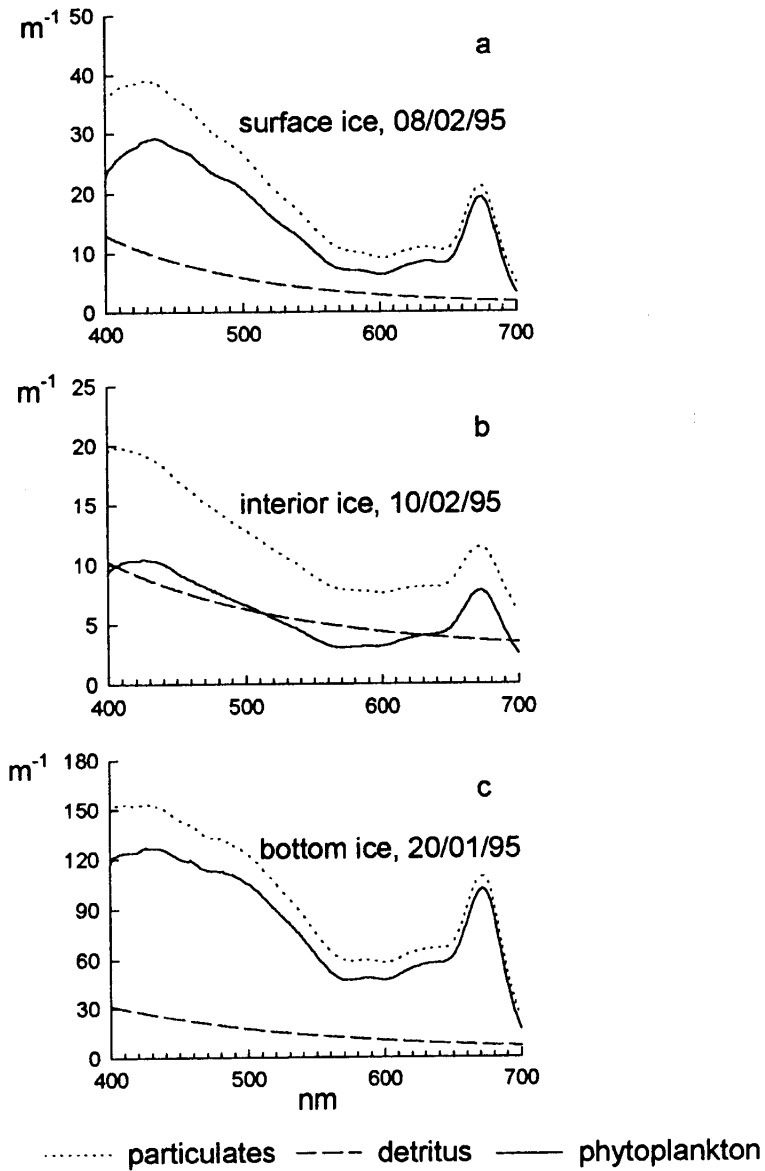 m-1 50
a
40
surface ice, 08/02/95
30
20
10
0
400 500 600 700
m-1 25
b
20
interior ice, 10/02/95
15
10
5
0
400 500 600 700
m-1 180
c
150
bottom ice, 20/01/95
120
90
60
30
0
400 500 600 700
nm
particulates detritus phytoplankton